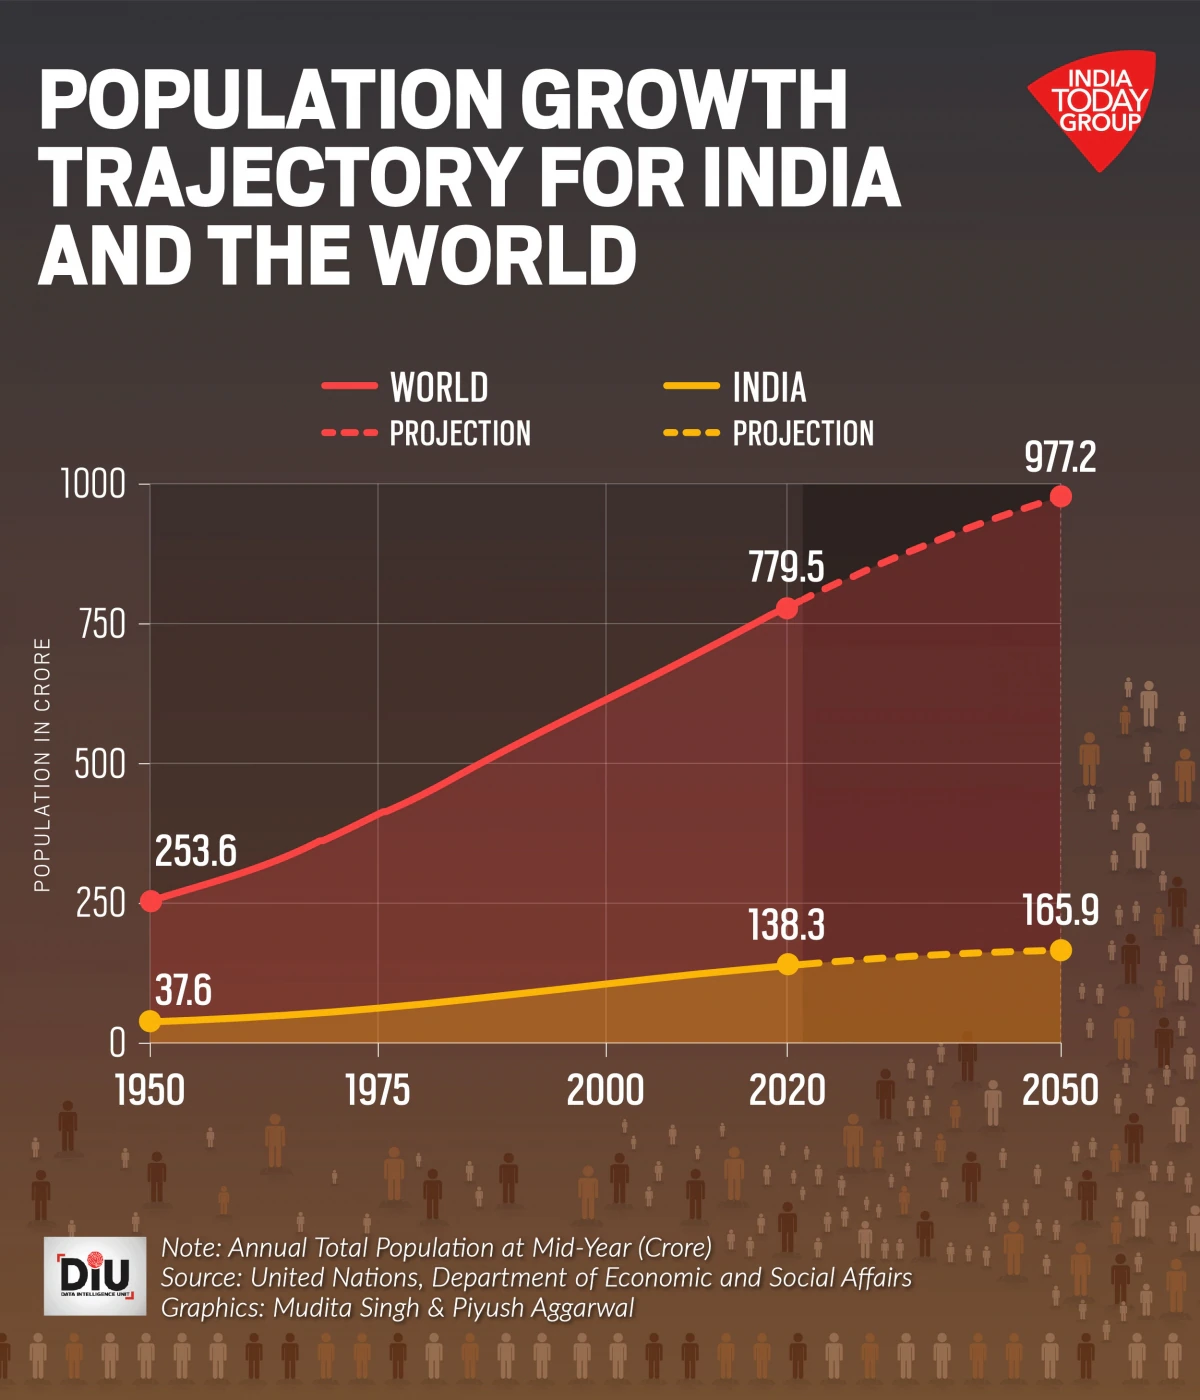 POPULATION GROWTH
TRAJECTORY FOR INDIA
AND THE WORLD
INDIA
TODAY
GROUP
WORLD
INDIA
PROJECTION
PROJECTION
977.2
1000
779.5
750
POPULATION IN CRORE
500
253.6
250
165.9
138.3
37.6
0
1950
1975
2000
2020
2050
DiU
DATA INTELLIGENCE UNIT
Note: Annual Total Population at Mid-Year (Crore)
Source: United Nations, Department of Economic and Social Affairs
Graphics: Mudita Singh & Piyush Aggarwal